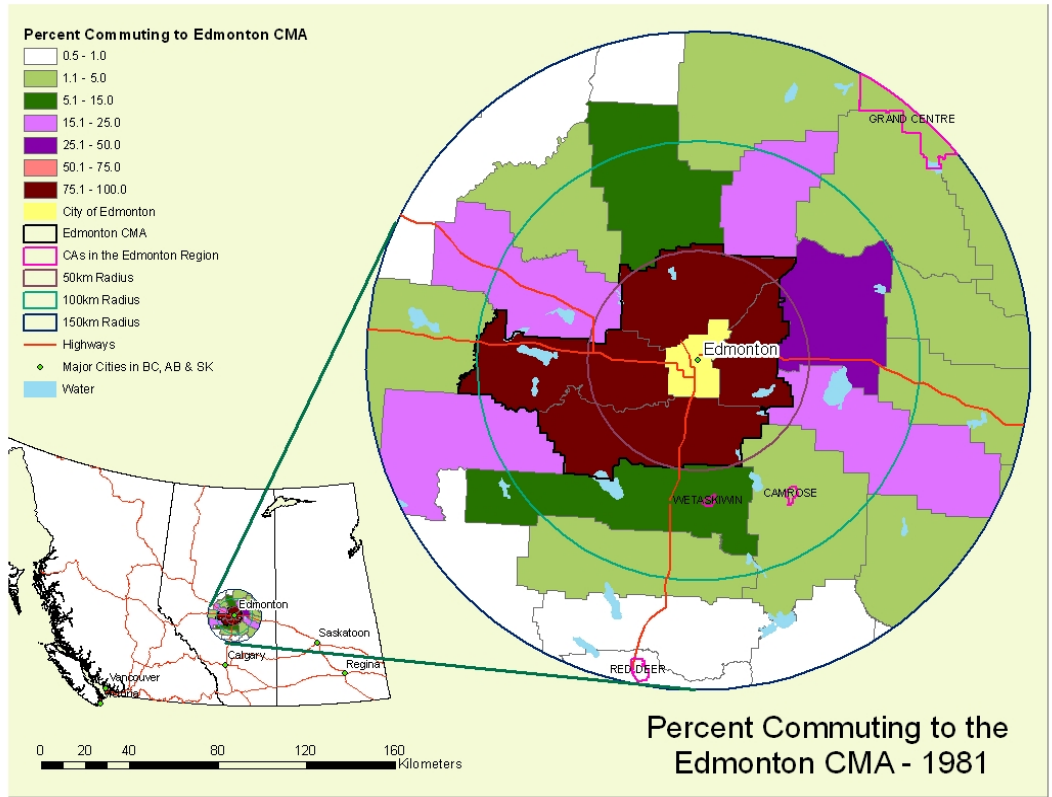 Percent Commuting to Edmonton CMA
0.5 - 1.0
1.1 - 5.0
5.1 - 15.0
15.1 - 25.0
25.1 - 50.0
50.1 - 75.0
75.1 - 100.0
City of Edmonton
Edmonton CMA
CAs in the Edmonton Region
50km Radius
100km Radius
150km Radius
Highways
Major Cities in BC, AB & SK
Water
GRAND CENTRE
Edmonton
WETASKIWIN
CAMROSE
RED DEER
Edmonton
Saskatoon
Calgary
Regina
Vancouver
0 20 40 80 120 160
Kilometers
Percent Commuting to the
Edmonton CMA - 1981